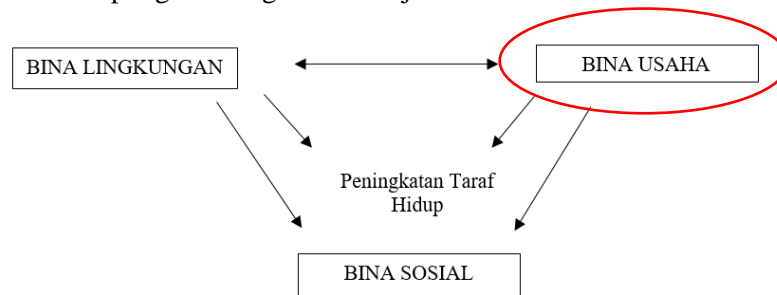 BINA LINGKUNGAN
BINA USAHA
Peningkatan Taraf
Hidup
BINA SOSIAL